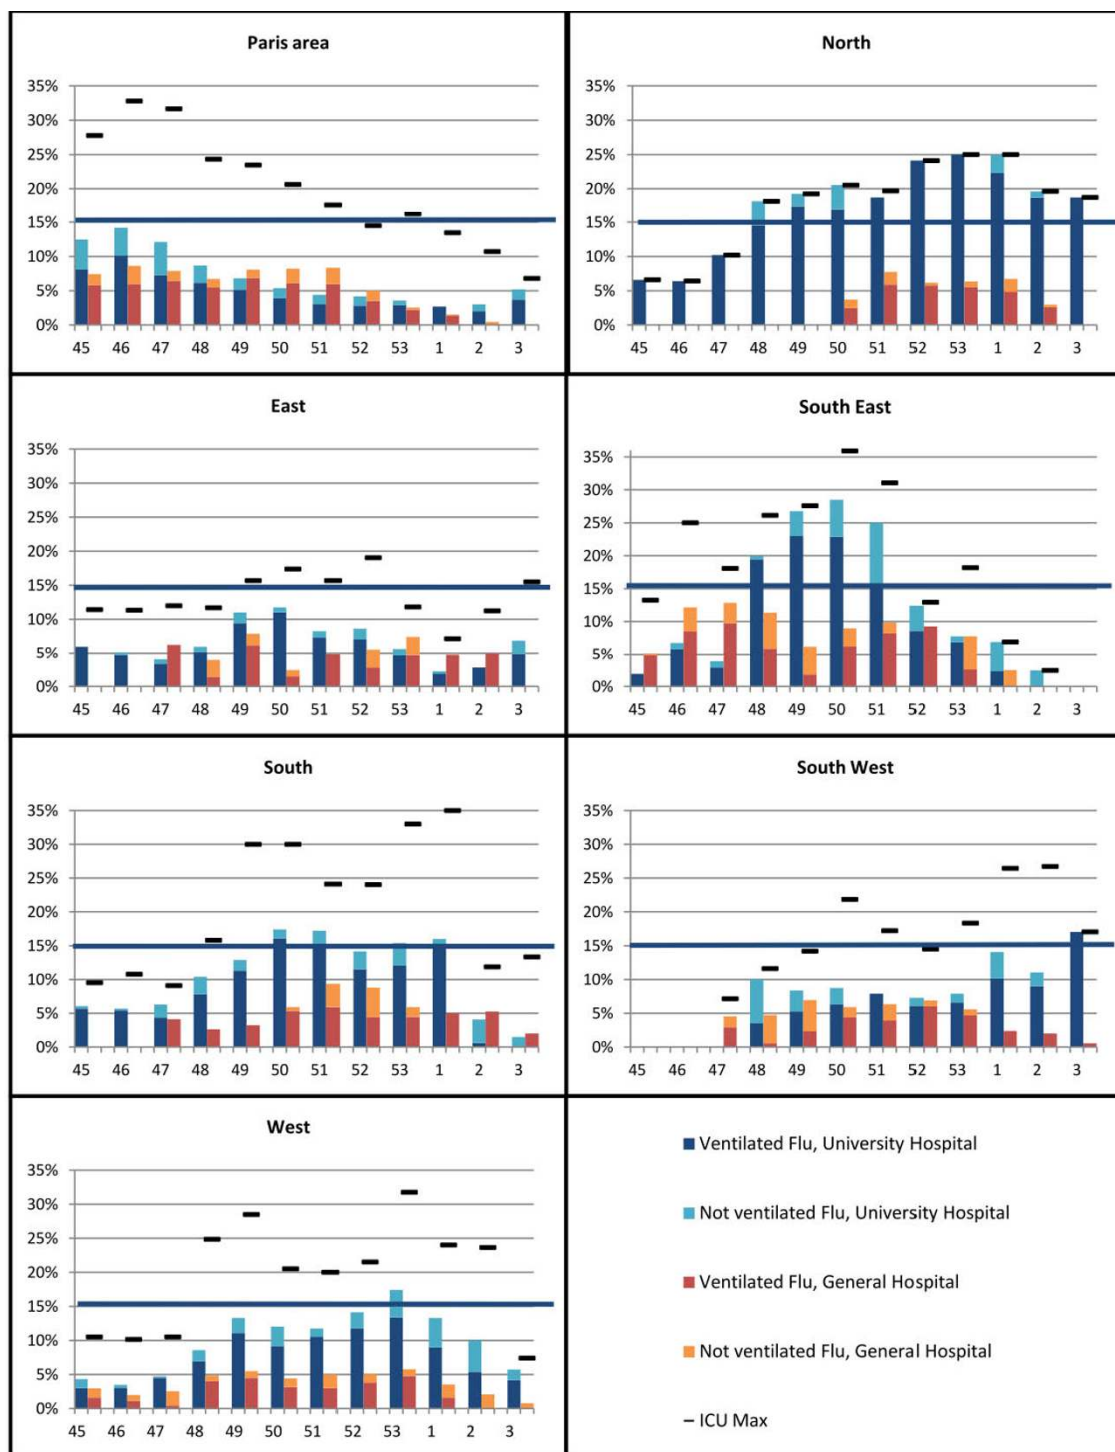 Paris area
35%
30%
25%
20%
15%
10%
5%
0%
45 46 47 48 49 50 51 52 53 1 2 3
North
35%
30%
25%
20%
15%
10%
5%
0%
45 46 47 48 49 50 51 52 53 1 2 3
East
35%
30%
25%
20%
15%
10%
5%
0%
45 46 47 48 49 50 51 52 53 1 2 3
South East
35%
30%
25%
20%
15%
10%
5%
0%
45 46 47 48 49 50 51 52 53 1 2 3
South
35%
30%
25%
20%
15%
10%
5%
0%
45 46 47 48 49 50 51 52 53 1 2 3
South West
35%
30%
25%
20%
15%
10%
5%
0%
45 46 47 48 49 50 51 52 53 1 2 3
West
35%
30%
25%
20%
15%
10%
5%
0%
45 46 47 48 49 50 51 52 53 1 2 3
Ventilated Flu, University Hospital
Not ventilated Flu, University Hospital
Ventilated Flu, General Hospital
Not ventilated Flu, General Hospital
ICU Max